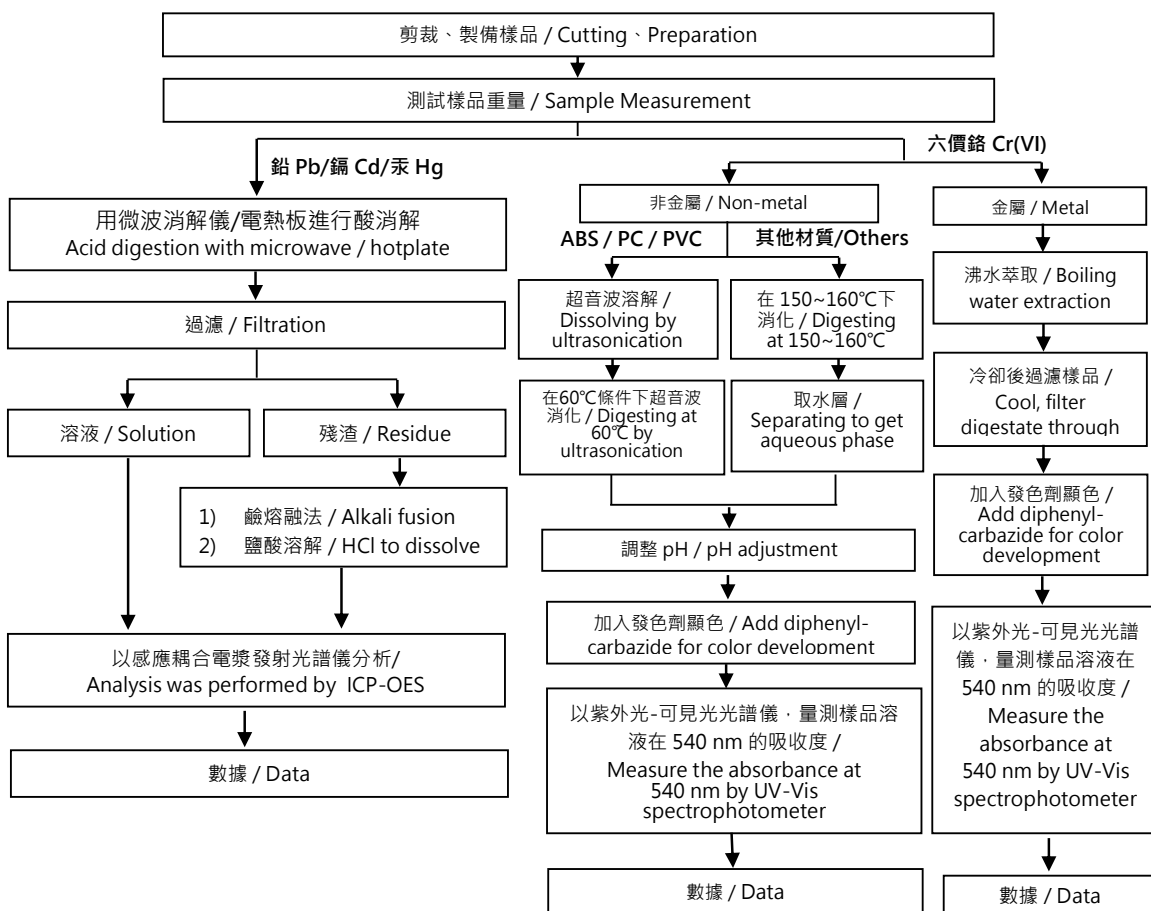 剪裁、製備樣品 / Cutting、Preparation
測試樣品重量 / Sample Measurement
鉛 Pb/鎘 Cd/汞 Hg
六價鉻 Cr(VI)
用微波消解儀/電熱板進行酸消解
Acid digestion with microwave / hotplate
過濾 / Filtration
溶液 / Solution
殘渣 / Residue
1) 鹼熔融法 / Alkali fusion
2) 鹽酸溶解 / HCl to dissolve
以感應耦合電漿發射光譜儀分析/
Analysis was performed by ICP-OES
數據 / Data
非金屬 / Non-metal
ABS / PC / PVC
其他材質/Others
超音波溶解 /
Dissolving by
ultrasonication
在60℃條件下超音波
消化 / Digesting at
60℃ by
ultrasonication
在 150~160℃下
消化 / Digesting
at 150~160℃
取水層 /
Separating to get
aqueous phase
調整 pH / pH adjustment
加入發色劑顯色 / Add diphenyl-
carbazide for color development
以紫外光-可見光光譜儀，量測樣品溶
液在 540 nm 的吸收度 /
Measure the absorbance at
540 nm by UV-Vis
spectrophotometer
數據 / Data
金屬 / Metal
沸水萃取 / Boiling
water extraction
冷卻後過濾樣品 /
Cool, filter
digestate through
加入發色劑顯色 /
Add diphenyl-
carbazide for color
development
以紫外光-可見光光譜
儀，量測樣品溶液在
540 nm 的吸收度 /
Measure the
absorbance at
540 nm by UV-Vis
spectrophotometer
數據 / Data